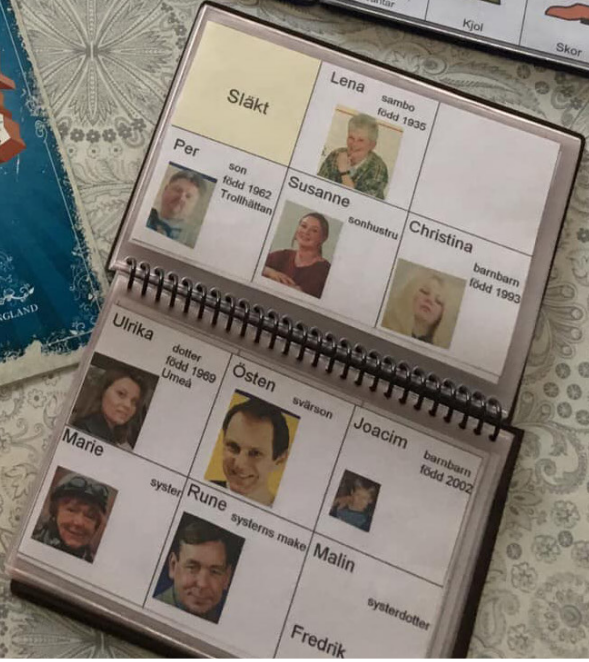 Kjol
Skor
Släkt
Lena
sambo
född 1935
Per
son
född 1962
Trollhättan
Susanne
sonhustru
Christina
barnbarn
född 1993
Ulrika
dotter
född 1969
Umeå
Östen
svärson
Joacim
barnbarn
född 2002
Marie
syster
Rune
systerns make
Malin
systerdotter
Fredrik